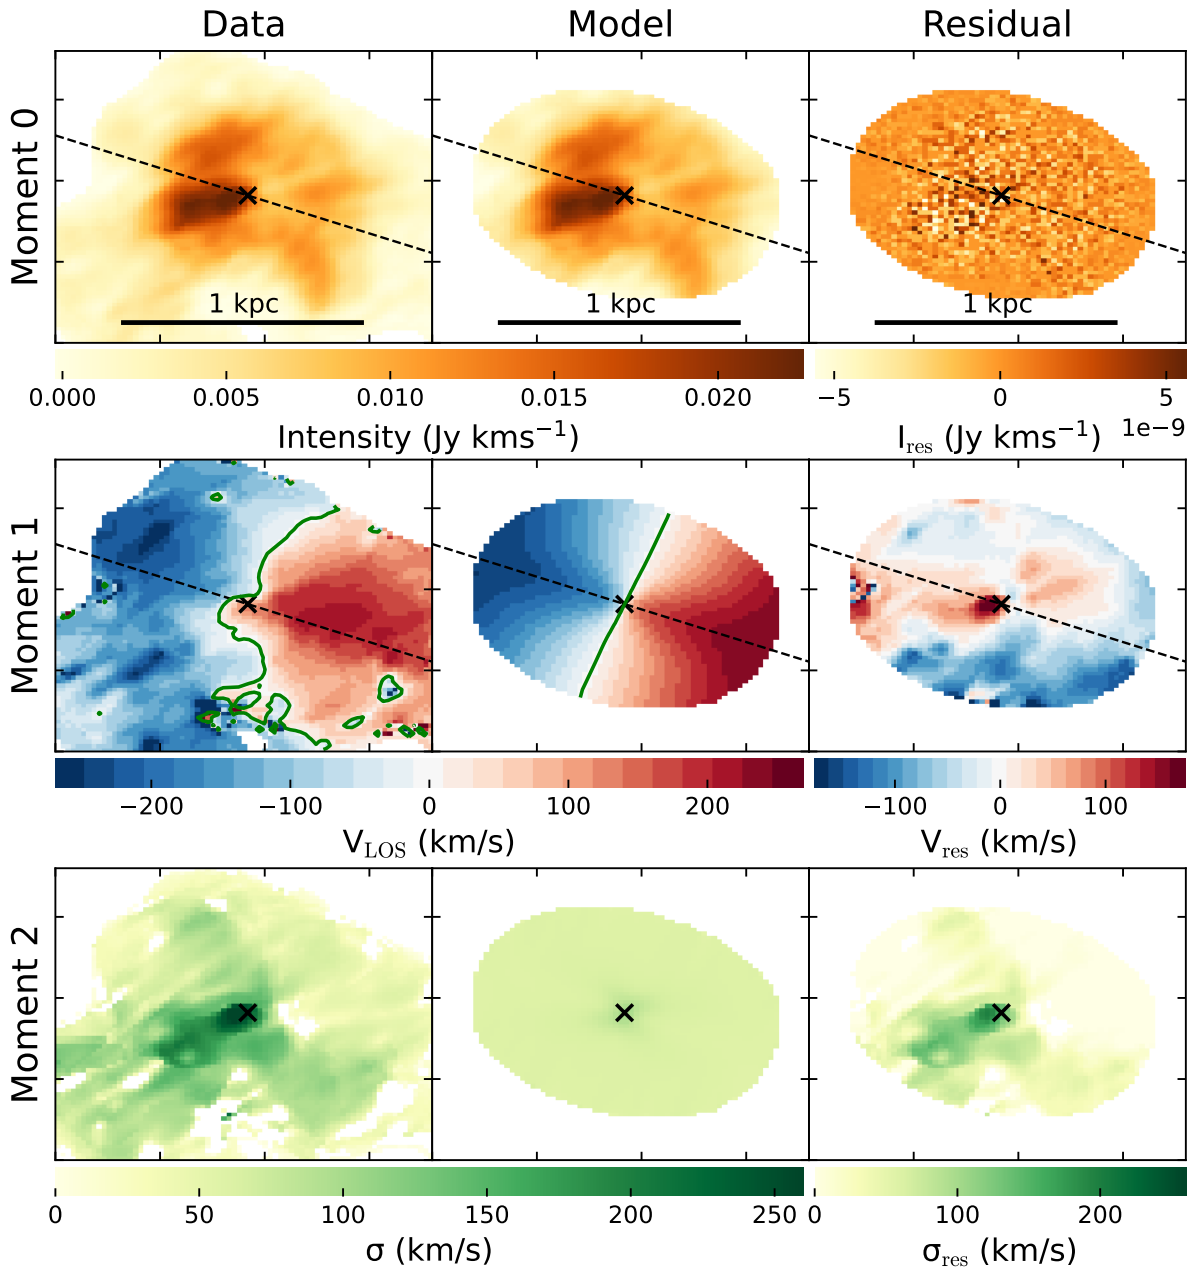 Data Model Residual
Moment 0
1 kpc 1 kpc 1 kpc
0.000 0.005 0.010 0.015 0.020 −5 0 5
Intensity (Jy kms⁻¹) I_res (Jy kms⁻¹) 1e−9
Moment 1
−200 −100 0 100 200 −100 0 100
V_LOS (km/s) V_res (km/s)
Moment 2
0 50 100 150 200 250 0 100 200
σ (km/s) σ_res (km/s)